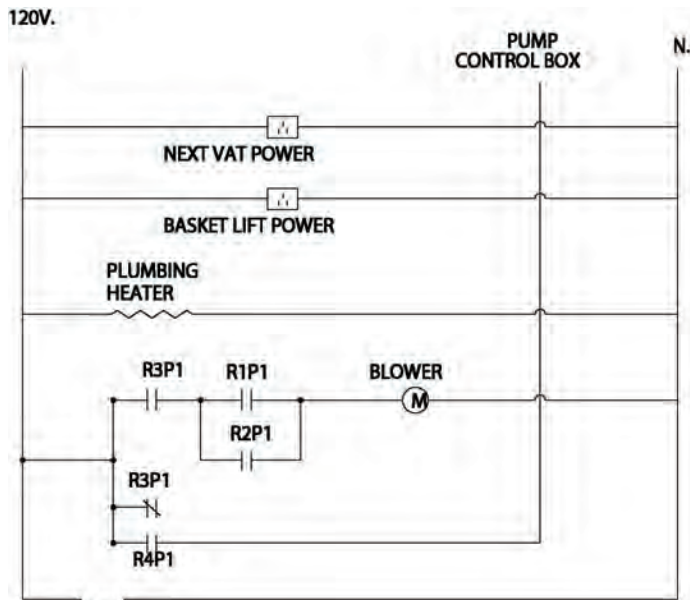 120V.
PUMP
CONTROL BOX
N.
NEXT VAT POWER
BASKET LIFT POWER
PLUMBING
HEATER
R3P1
R1P1
BLOWER
M
R2P1
R3P1
R4P1